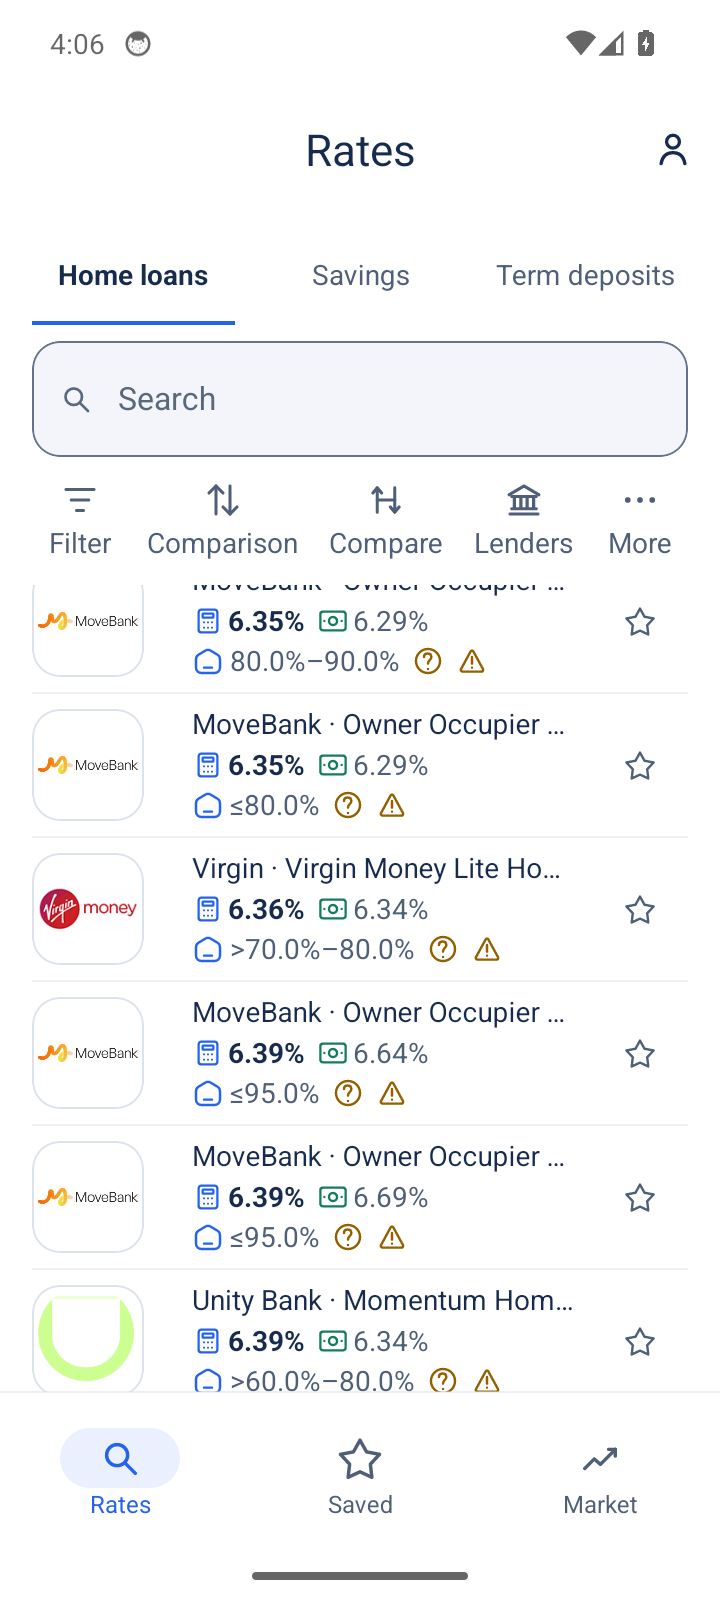 4:06
Rates
Home loans
Savings
Term deposits
Search
Filter
Comparison
Compare
Lenders
More
MoveBank · Owner Occupier ...
MoveBank
6.35% 6.29%
80.0%–90.0%
MoveBank · Owner Occupier ...
MoveBank
6.35% 6.29%
≤80.0%
Virgin · Virgin Money Lite Ho...
Virgin money
6.36% 6.34%
>70.0%–80.0%
MoveBank · Owner Occupier ...
MoveBank
6.39% 6.64%
≤95.0%
MoveBank · Owner Occupier ...
MoveBank
6.39% 6.69%
≤95.0%
Unity Bank · Momentum Hom...
6.39% 6.34%
>60.0%–80.0%
Rates
Saved
Market